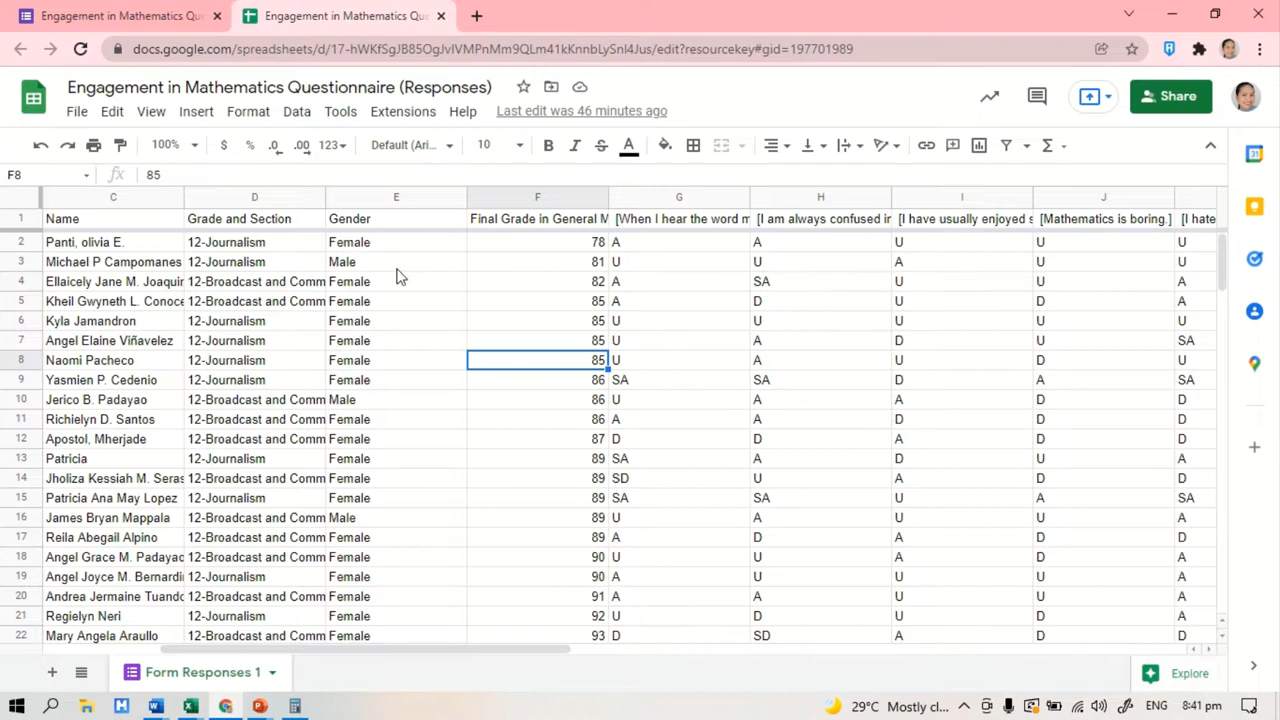 Engagement in Mathematics Qu
Engagement in Mathematics Que
docs.google.com/spreadsheets/d/17-hWKfSgJB85OgJvIVMPnMm9QLm41kKnnbLySnl4Jus/edit?resourcekey#gid=197701989
Engagement in Mathematics Questionnaire (Responses)
File Edit View Insert Format Data Tools Extensions Help Last edit was 46 minutes ago
Share
100% $ % .0 .00 123 Default (Ari... 10 B I S A Σ
F8 fx 85
C D E F G H I J
1 Name Grade and Section Gender Final Grade in General M [When I hear the word m [I am always confused in [I have usually enjoyed s [Mathematics is boring.] [I hate
2 Panti, olivia E. 12-Journalism Female 78 A A U U U
3 Michael P Campomanes 12-Journalism Male 81 U U A U U
4 Ellaicely Jane M. Joaquin 12-Broadcast and Comm Female 82 A SA U U A
5 Kheil Gwyneth L. Conoce 12-Broadcast and Comm Female 85 A D U D A
6 Kyla Jamandron 12-Journalism Female 85 U U U U U
7 Angel Elaine Viñavelez 12-Journalism Female 85 U A D U SA
8 Naomi Pacheco 12-Journalism Female 85 U A U D U
9 Yasmien P. Cedenio 12-Journalism Female 86 SA SA D A SA
10 Jerico B. Padayao 12-Broadcast and Comm Male 86 U A A D D
11 Richielyn D. Santos 12-Broadcast and Comm Female 86 A A D D D
12 Apostol, Mherjade 12-Broadcast and Comm Female 87 D D A D D
13 Patricia 12-Journalism Female 89 SA A D U A
14 Jholiza Kessiah M. Seras 12-Broadcast and Comm Female 89 SD U A D D
15 Patricia Ana May Lopez 12-Journalism Female 89 SA SA U A SA
16 James Bryan Mappala 12-Broadcast and Comm Male 89 U A U U A
17 Reila Abegail Alpino 12-Broadcast and Comm Female 89 A D A D D
18 Angel Grace M. Padayao 12-Broadcast and Comm Female 90 U U U D A
19 Angel Joyce M. Bernardi 12-Journalism Female 90 A U U U A
20 Andrea Jermaine Tuando 12-Broadcast and Comm Female 91 A A U U A
21 Regielyn Neri 12-Journalism Female 92 U D U D A
22 Mary Angela Araullo 12-Broadcast and Comm Female 93 D SD A D D
Form Responses 1 Explore
29°C Mostly cl... ENG 8:41 pm